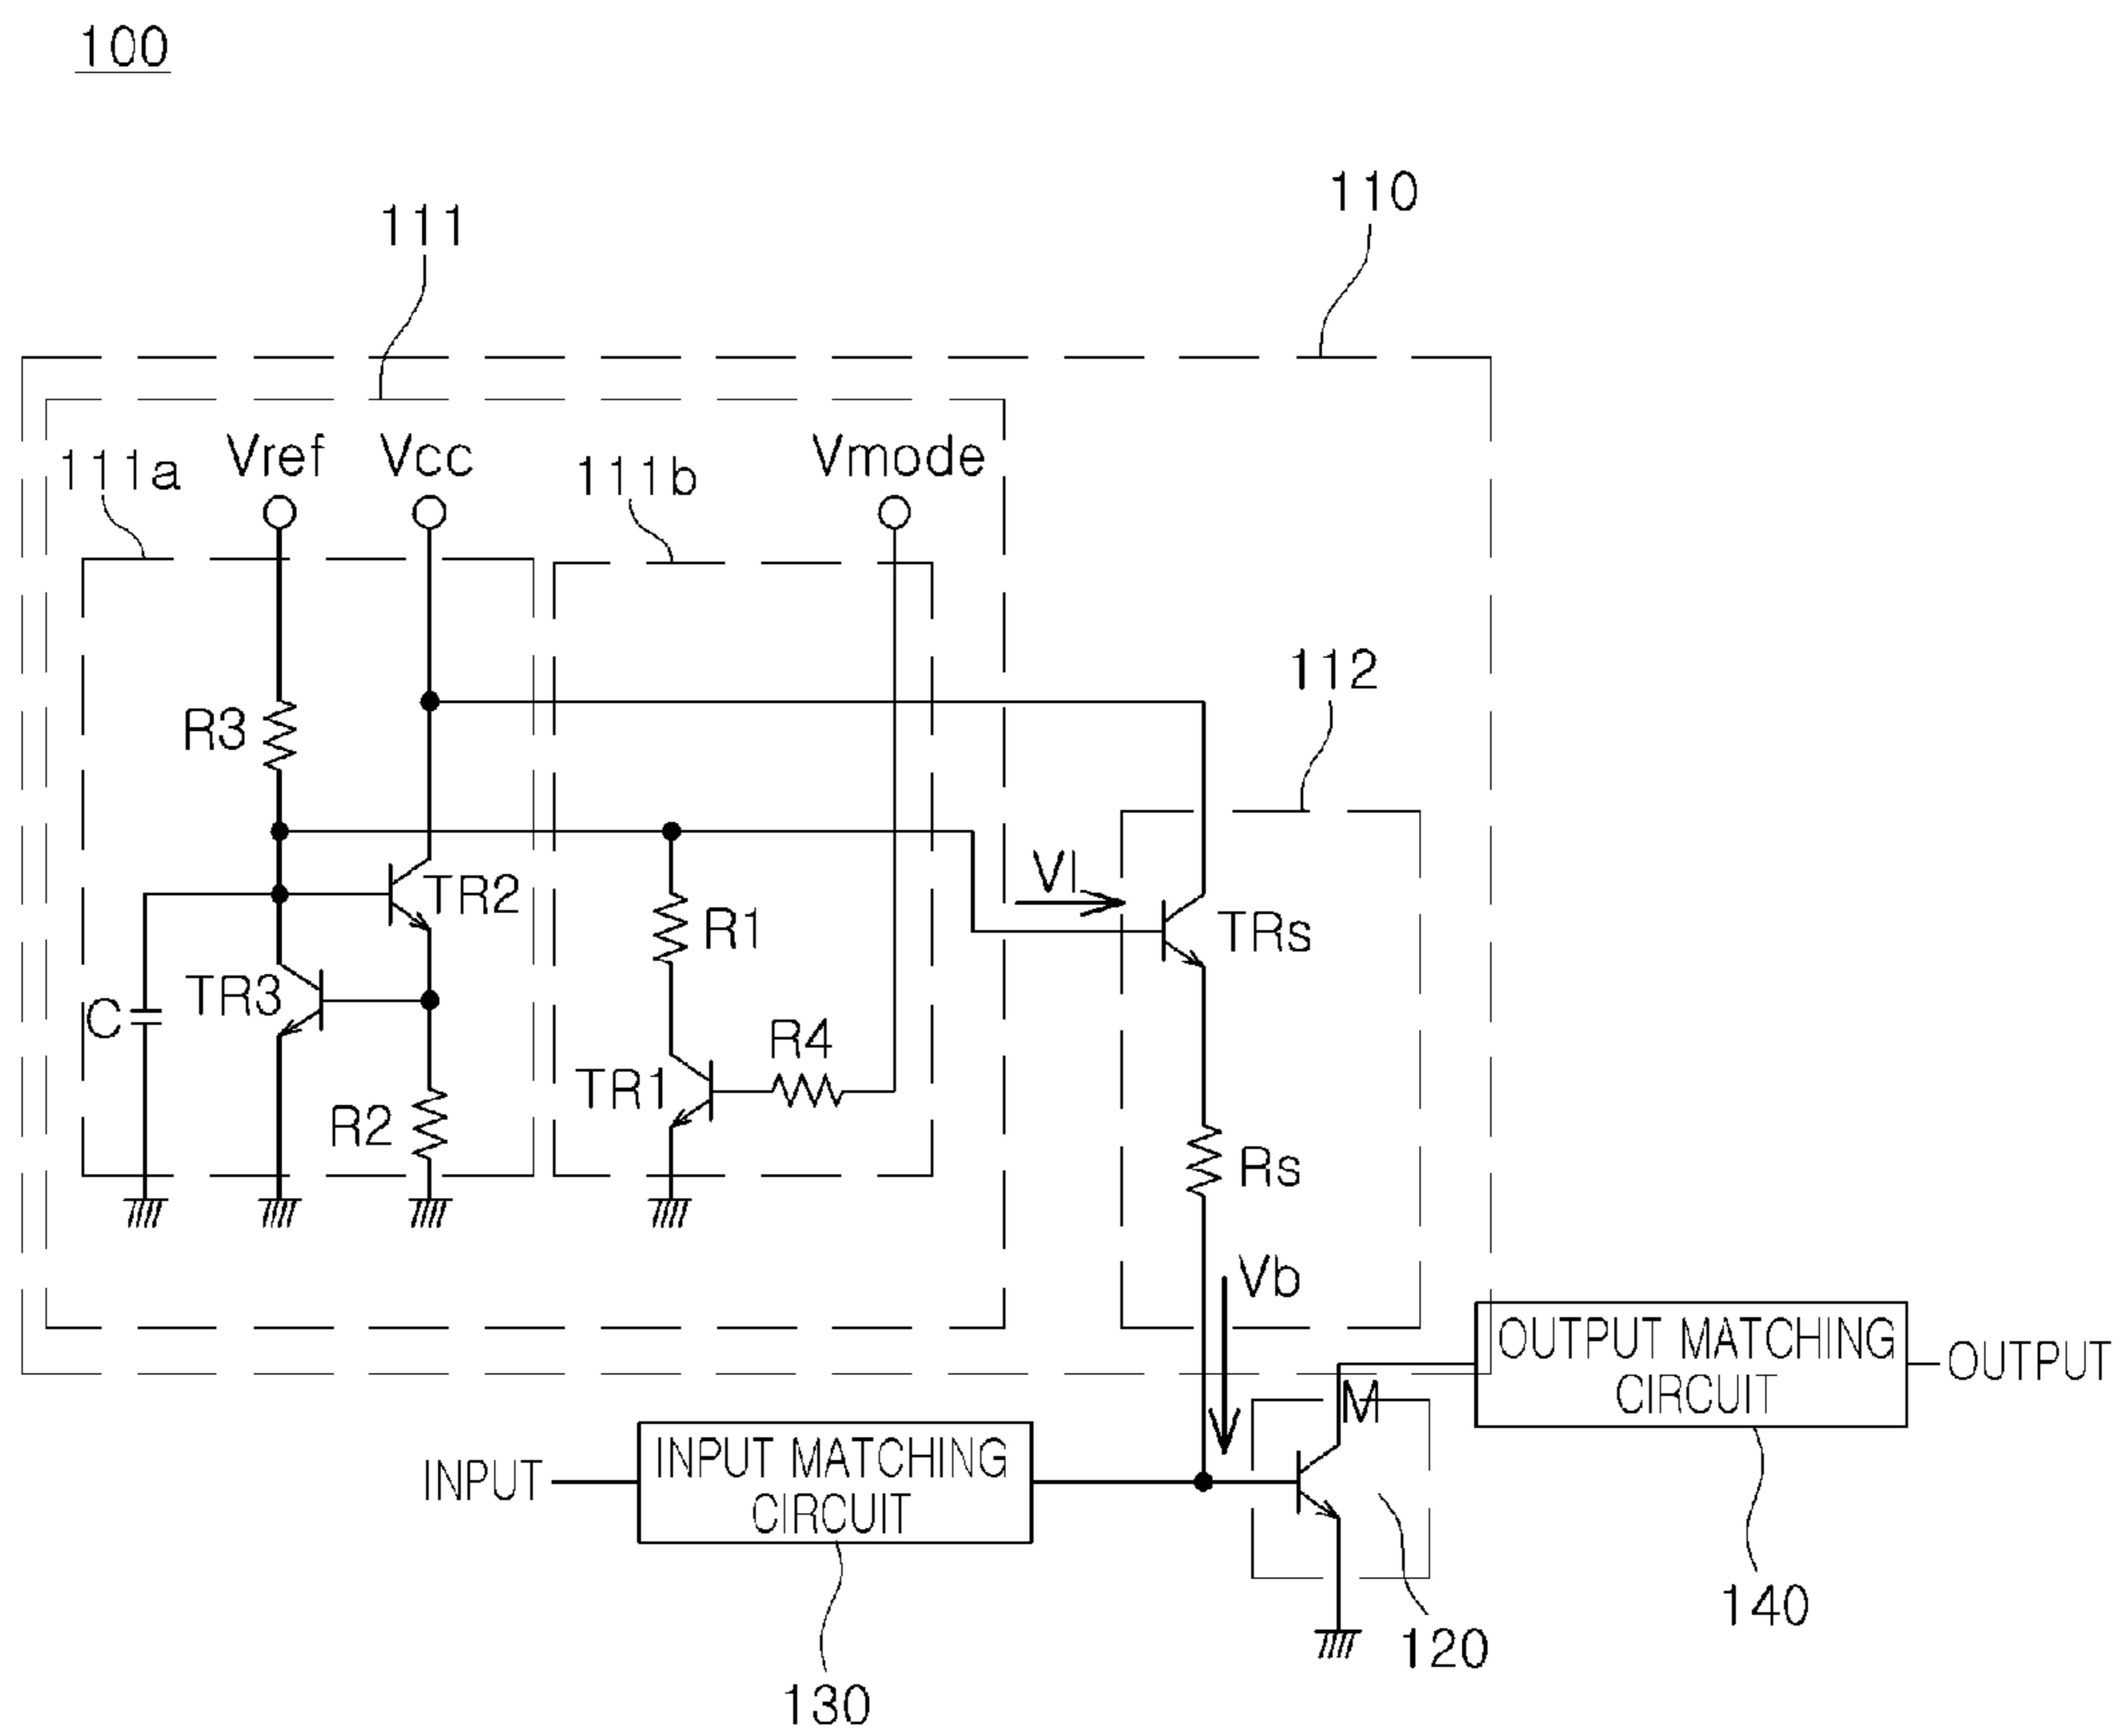 100
110
111
Vref
Vcc
Vmode
111a
111b
112
R3
VI
TR2
R1
TRs
TR3
C
R4
TR1
R2
Rs
Vb
OUTPUT MATCHING
CIRCUIT
OUTPUT
M
INPUT
INPUT MATCHING
CIRCUIT
140
120
130